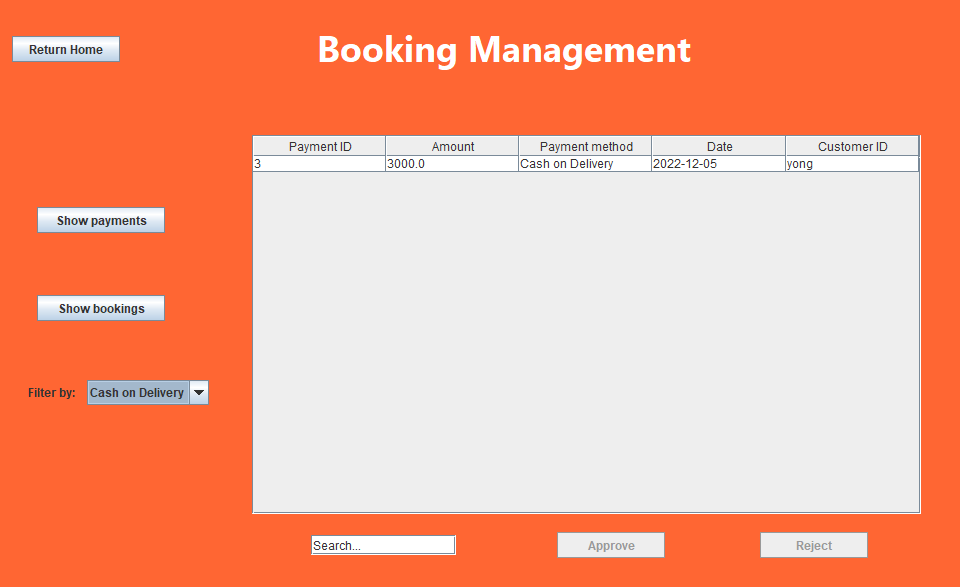 Return Home
Booking Management
Payment ID Amount Payment method Date Customer ID
3 3000.0 Cash on Delivery 2022-12-05 yong
Show payments
Show bookings
Filter by: Cash on Delivery
Search... Approve Reject